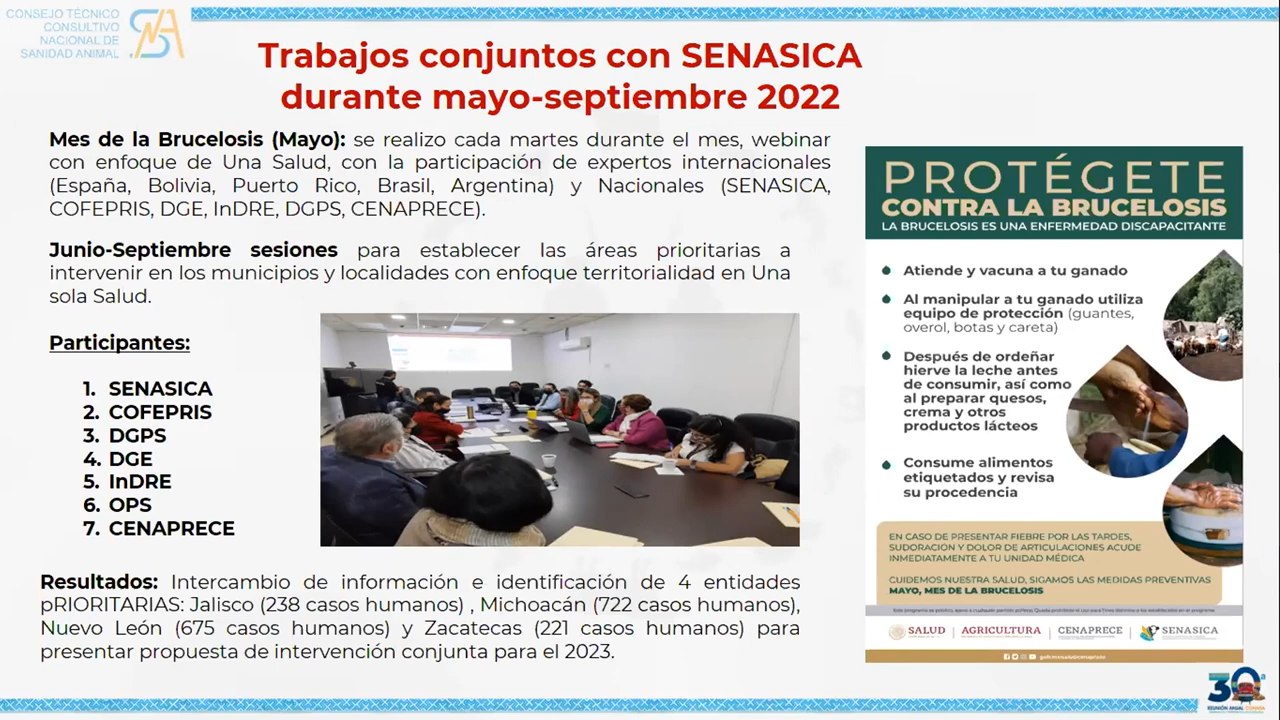 CONSEJO TÉCNICO
CONSULTIVO
NACIONAL DE
SANIDAD ANIMAL
Trabajos conjuntos con SENASICA
durante mayo-septiembre 2022
Mes de la Brucelosis (Mayo): se realizo cada martes durante el mes, webinar
con enfoque de Una Salud, con la participación de expertos internacionales
(España, Bolivia, Puerto Rico, Brasil, Argentina) y Nacionales (SENASICA,
COFEPRIS, DGE, InDRE, DGPS, CENAPRECE).
Junio-Septiembre sesiones para establecer las áreas prioritarias a
intervenir en los municipios y localidades con enfoque territorialidad en Una
sola Salud.
Participantes:
1. SENASICA
2. COFEPRIS
3. DGPS
4. DGE
5. InDRE
6. OPS
7. CENAPRECE
Resultados: Intercambio de información e identificación de 4 entidades
pRIORITARIAS: Jalisco (238 casos humanos) , Michoacán (722 casos humanos),
Nuevo León (675 casos humanos) y Zacatecas (221 casos humanos) para
presentar propuesta de intervención conjunta para el 2023.
PROTÉGETE
CONTRA LA BRUCELOSIS
LA BRUCELOSIS ES UNA ENFERMEDAD DISCAPACITANTE
Atiende y vacuna a tu ganado
Al manipular a tu ganado utiliza
equipo de protección (guantes,
overol, botas y careta)
Después de ordeñar
hierve la leche antes
de consumir, así como
al preparar quesos,
crema y otros
productos lácteos
Consume alimentos
etiquetados y revisa
su procedencia
EN CASO DE PRESENTAR FIEBRE POR LAS TARDES,
SUDORACION Y DOLOR DE ARTICULACIONES ACUDE
INMEDIATAMENTE A TU UNIDAD MÉDICA
CUIDEMOS NUESTRA SALUD, SIGAMOS LAS MEDIDAS PREVENTIVAS
MAYO, MES DE LA BRUCELOSIS
SALUD AGRICULTURA CENAPRECE SENASICA
30ª
REUNIÓN ANUAL